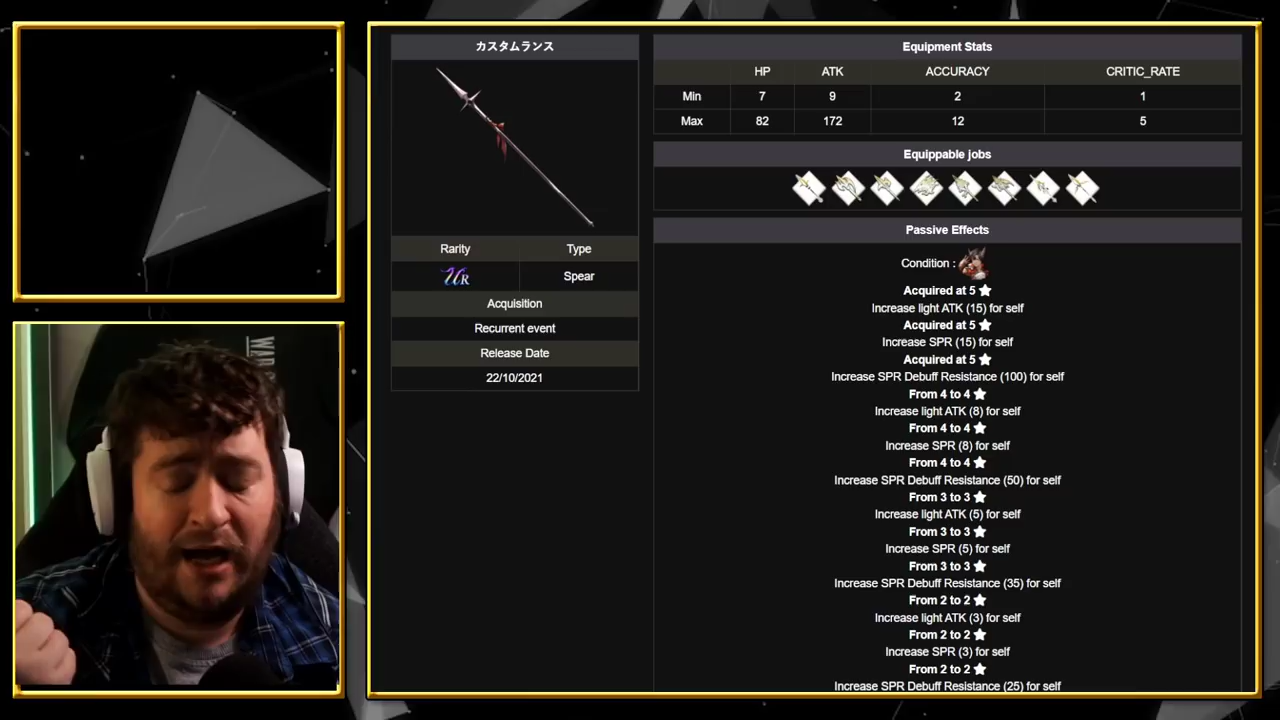 カスタムランス
Rarity Type
UR Spear
Acquisition
Recurrent event
Release Date
22/10/2021
Equipment Stats
HP ATK ACCURACY CRITIC_RATE
Min 7 9 2 1
Max 82 172 12 5
Equippable jobs
Passive Effects
Condition :
Acquired at 5
Increase light ATK (15) for self
Acquired at 5
Increase SPR (15) for self
Acquired at 5
Increase SPR Debuff Resistance (100) for self
From 4 to 4
Increase light ATK (8) for self
From 4 to 4
Increase SPR (8) for self
From 4 to 4
Increase SPR Debuff Resistance (50) for self
From 3 to 3
Increase light ATK (5) for self
From 3 to 3
Increase SPR (5) for self
From 3 to 3
Increase SPR Debuff Resistance (35) for self
From 2 to 2
Increase light ATK (3) for self
From 2 to 2
Increase SPR (3) for self
From 2 to 2
Increase SPR Debuff Resistance (25) for self
WAR